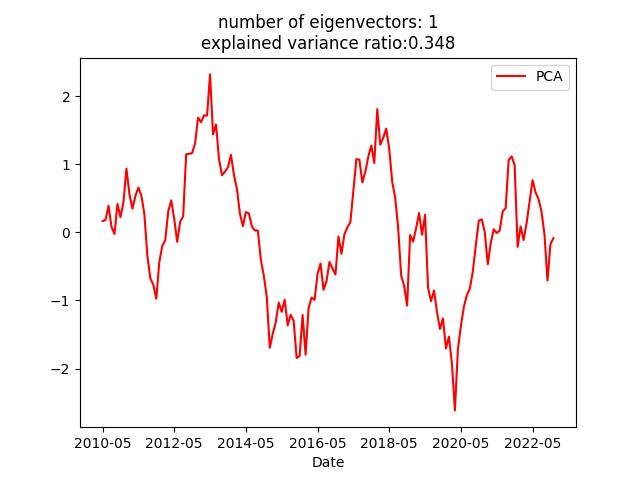 number of eigenvectors: 1
explained variance ratio:0.348
PCA
2
1
0
−1
−2
2010-05 2012-05 2014-05 2016-05 2018-05 2020-05 2022-05
Date